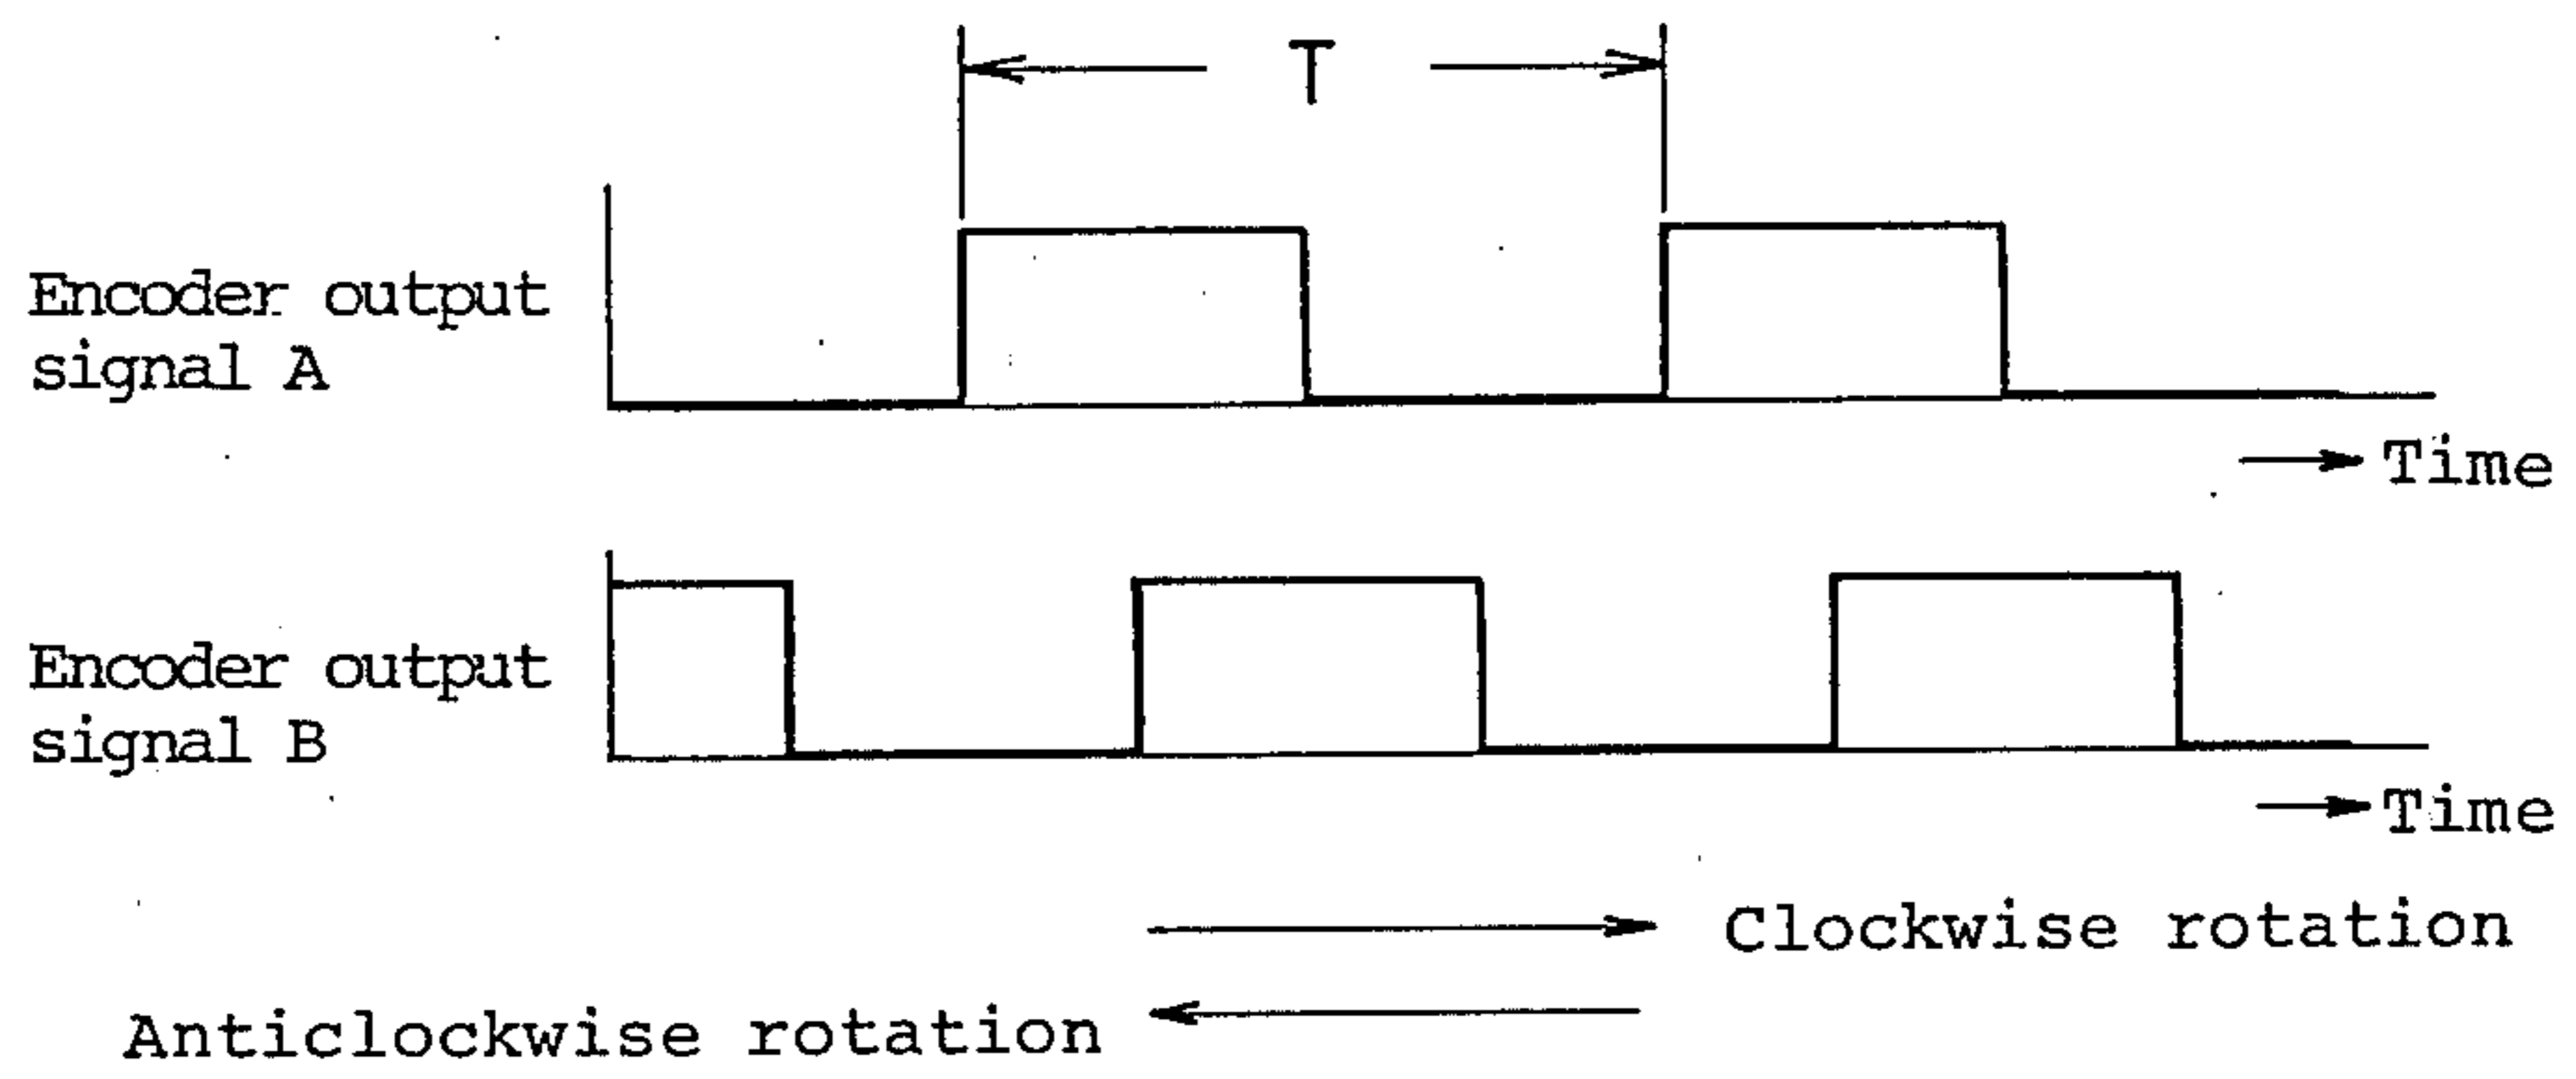 T
Encoder output
signal A
Time
Encoder output
signal B
Time
Clockwise rotation
Anticlockwise rotation